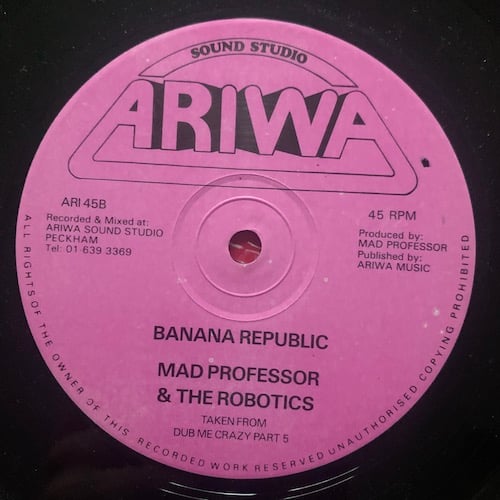 SOUND STUDIO
ARIWA
ARI 45B
Recorded & Mixed at:
ARIWA SOUND STUDIO
PECKHAM
Tel: 01-639 3369
45 RPM
Produced by:
MAD PROFESSOR
Published by:
ARIWA MUSIC
BANANA REPUBLIC
MAD PROFESSOR
& THE ROBOTICS
TAKEN FROM
DUB ME CRAZY PART 5
ALL RIGHTS OF THE OWNER OF THIS RECORDED WORK RESERVED UNAUTHORISED COPYING PROHIBITED